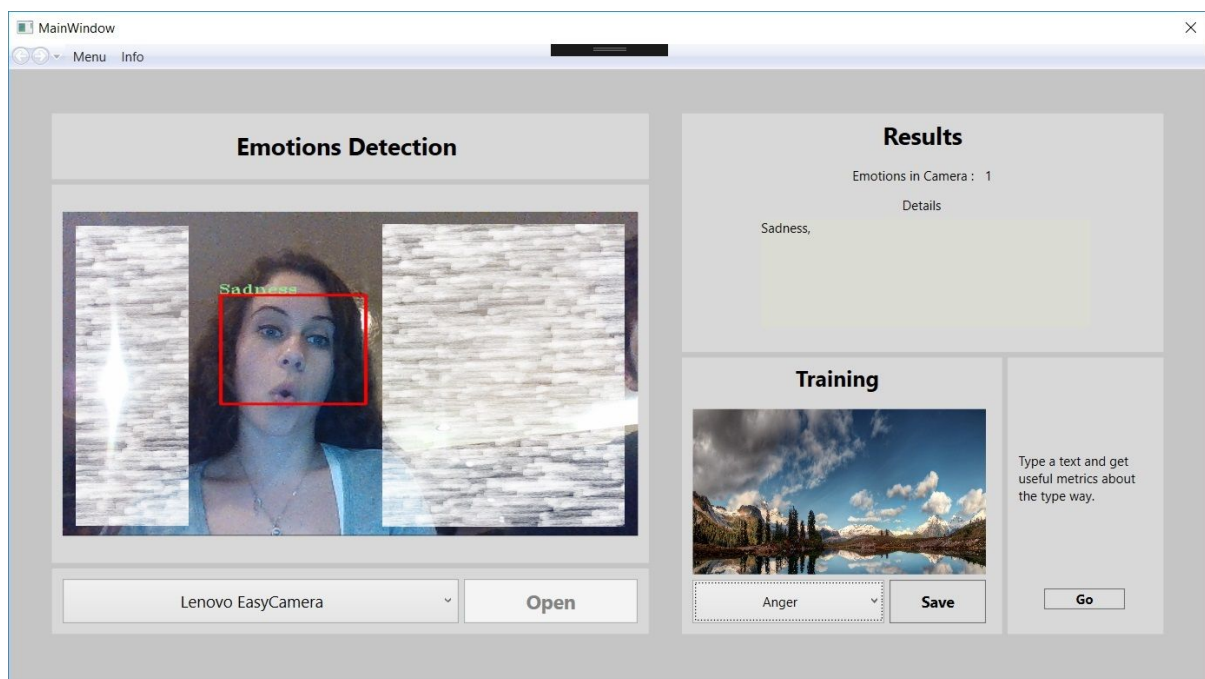 MainWindow
Menu Info
Emotions Detection
Sadness
Lenovo EasyCamera
Open
Results
Emotions in Camera : 1
Details
Sadness,
Training
Anger
Save
Type a text and get
useful metrics about
the type way.
Go